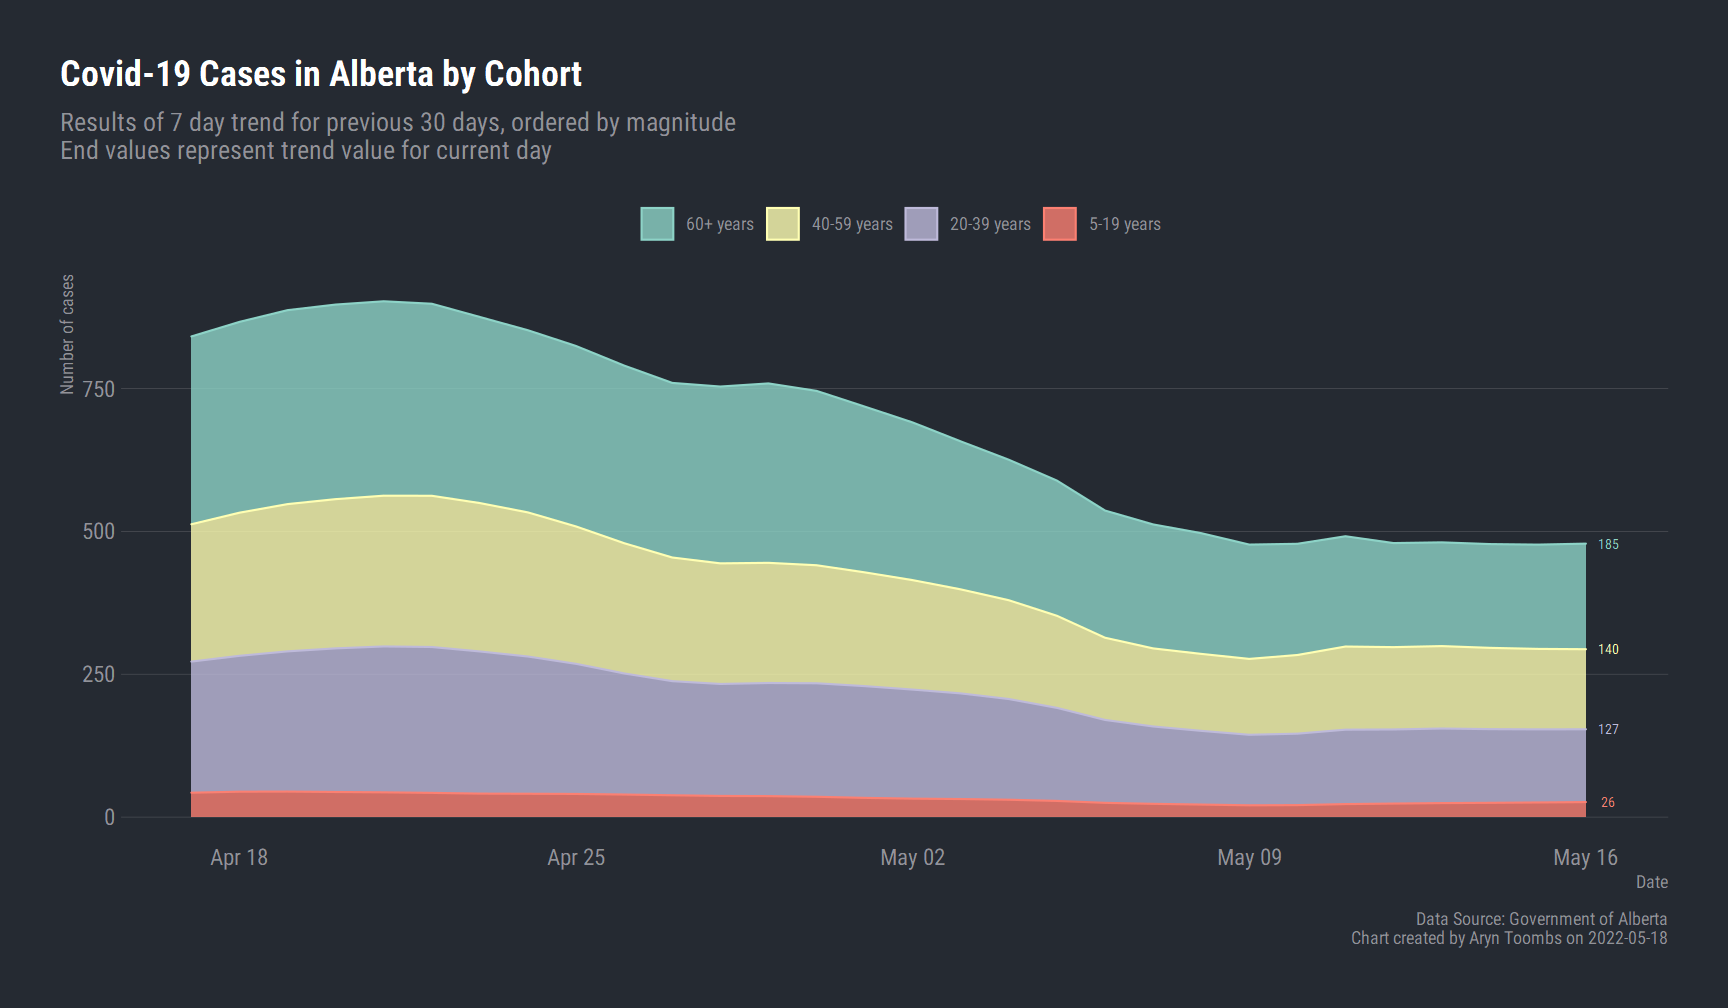 Covid-19 Cases in Alberta by Cohort
Results of 7 day trend for previous 30 days, ordered by magnitude
End values represent trend value for current day
60+ years
40-59 years
20-39 years
5-19 years
Number of cases
750
500
250
0
185
140
127
26
Apr 18
Apr 25
May 02
May 09
May 16
Date
Data Source: Government of Alberta
Chart created by Aryn Toombs on 2022-05-18